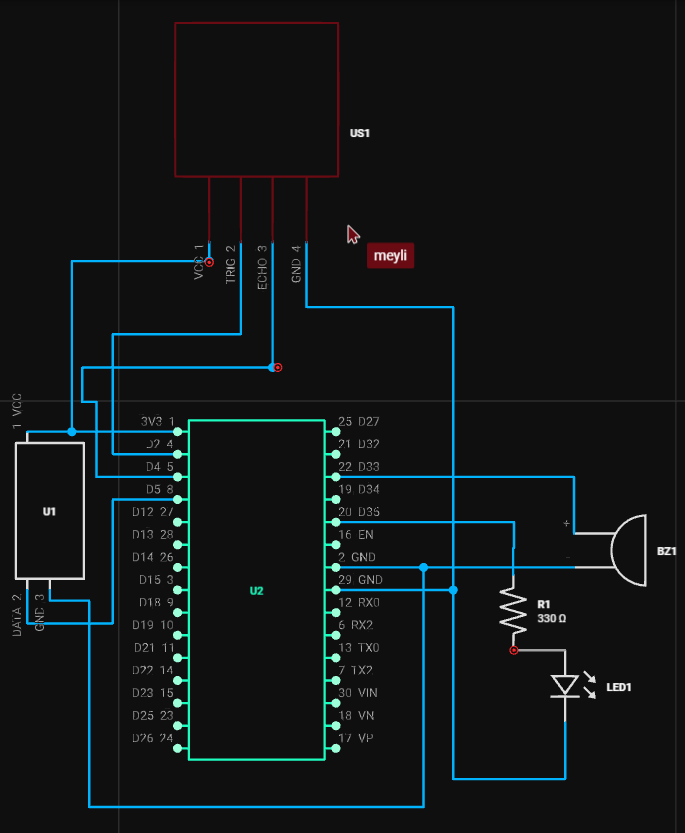 US1
meyli
VCC 1
TRIG 2
ECHO 3
GND 4
1 VCC
U1
DATA 2
GND 3
3V3 1
D2 4
D4 5
D5 8
D12 27
D13 28
D14 26
D15 3
D18 9
D19 10
D21 11
D22 14
D23 15
D25 23
D26 24
U2
25 D27
21 D32
22 D33
19 D34
20 D35
16 EN
2 GND
29 GND
12 RX0
6 RX2
13 TX0
7 TX2
30 VIN
18 VN
17 VP
+
-
BZ1
R1
330 Ω
LED1